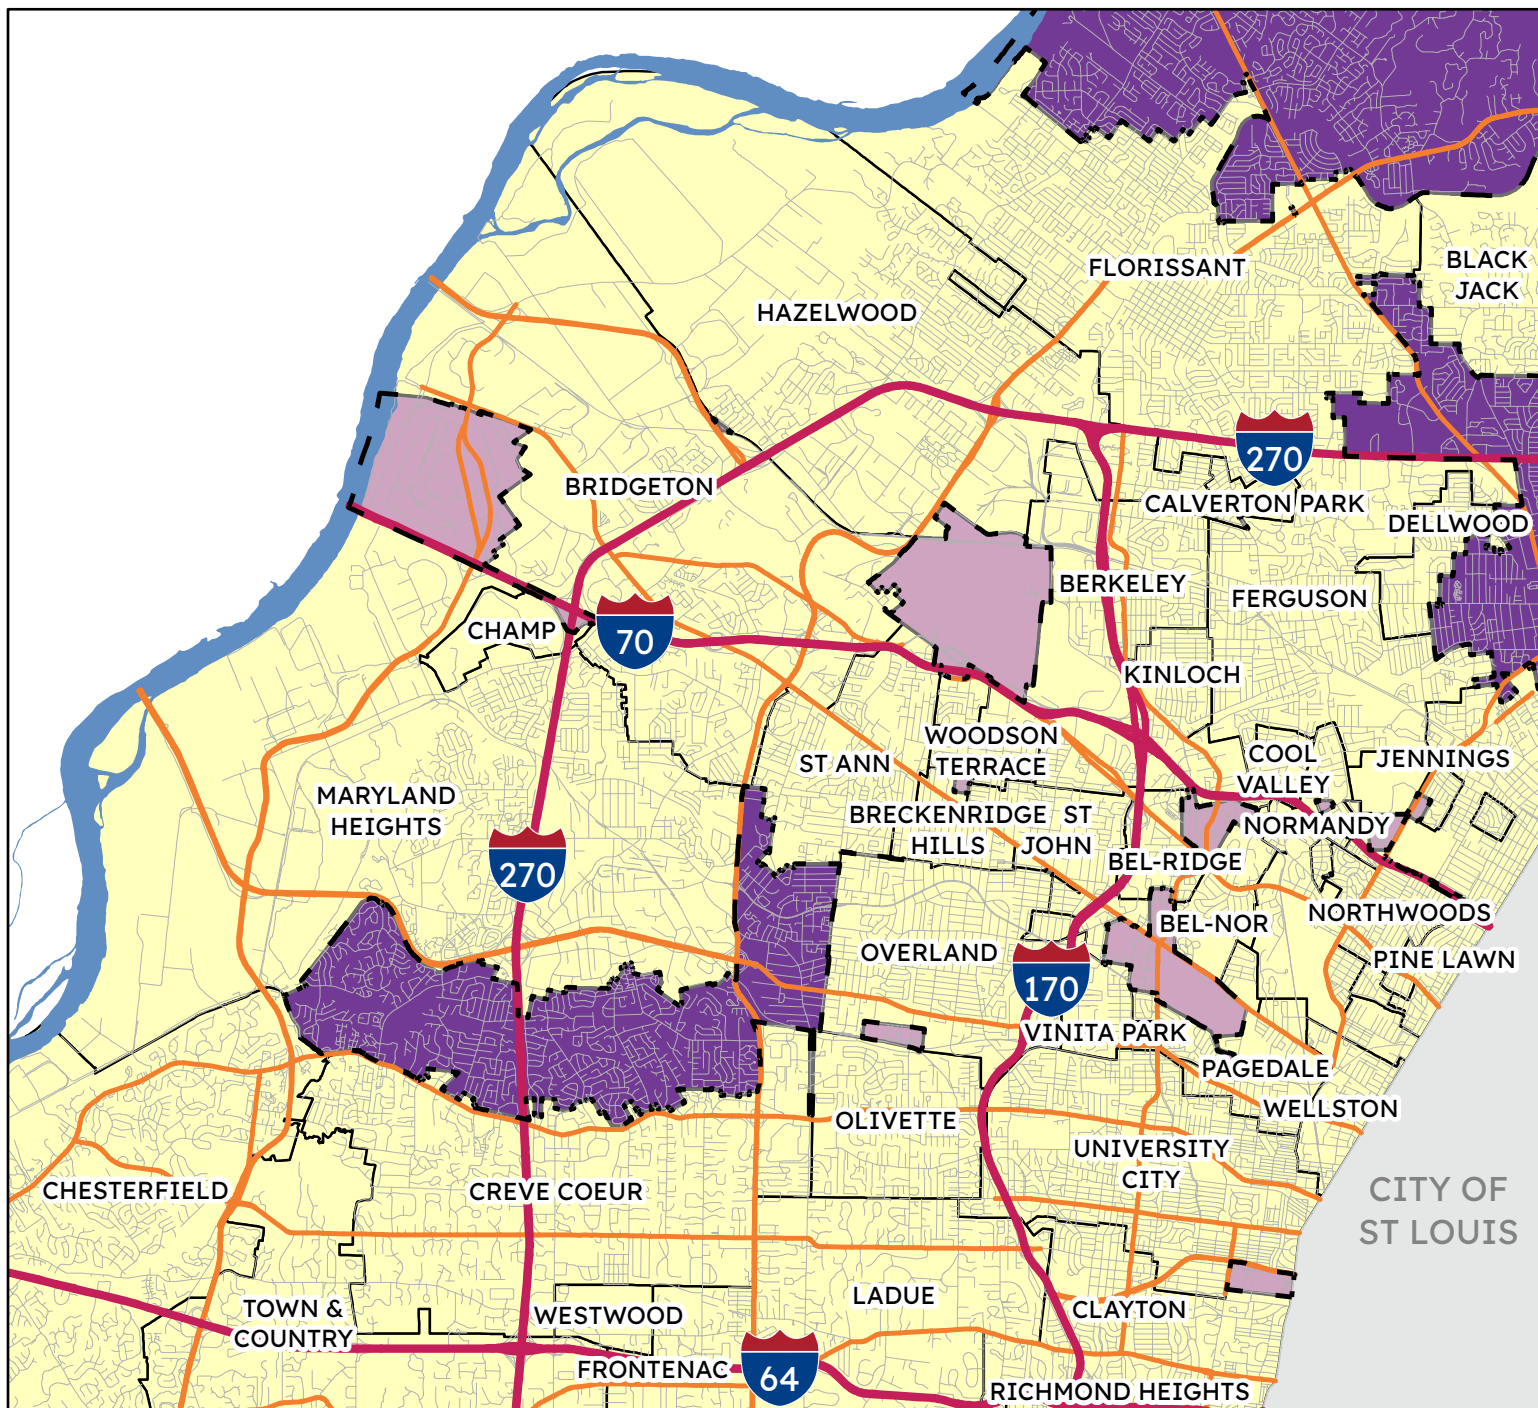 FLORISSANT
BLACK
JACK
HAZELWOOD
270
BRIDGETON
CALVERTON PARK
DELLWOOD
BERKELEY
FERGUSON
CHAMP
70
KINLOCH
WOODSON
TERRACE
COOL
VALLEY
JENNINGS
ST ANN
MARYLAND
HEIGHTS
BRECKENRIDGE
HILLS
ST
JOHN
NORMANDY
BEL-RIDGE
270
NORTHWOODS
BEL-NOR
OVERLAND
PINE LAWN
170
VINITA PARK
PAGEDALE
WELLSTON
OLIVETTE
UNIVERSITY
CITY
CHESTERFIELD
CREVE COEUR
CITY OF
ST LOUIS
LADUE
TOWN &
COUNTRY
WESTWOOD
CLAYTON
FRONTENAC
64
RICHMOND HEIGHTS